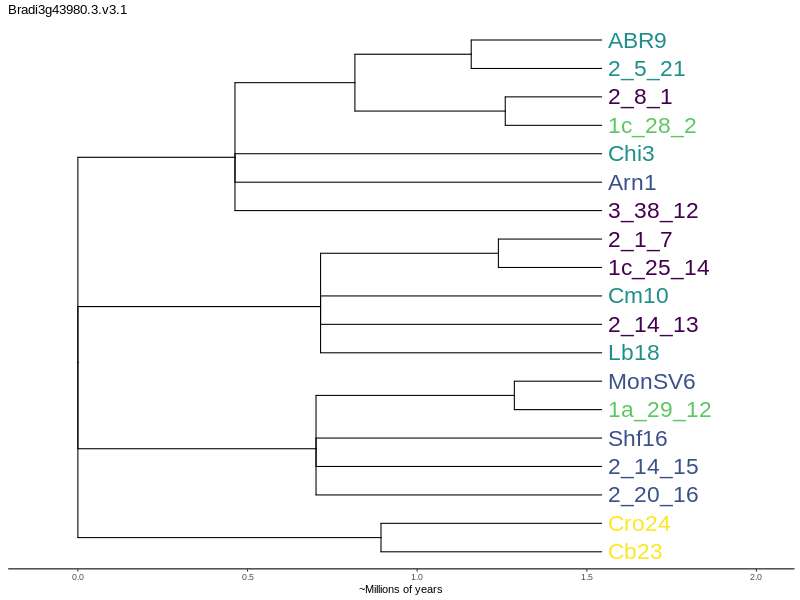 Bradi3g43980.3.v3.1
ABR9
2_5_21
2_8_1
1c_28_2
Chi3
Arn1
3_38_12
2_1_7
1c_25_14
Cm10
2_14_13
Lb18
MonSV6
1a_29_12
Shf16
2_14_15
2_20_16
Cro24
Cb23
0.0 0.5 1.0 1.5 2.0
~Millions of years